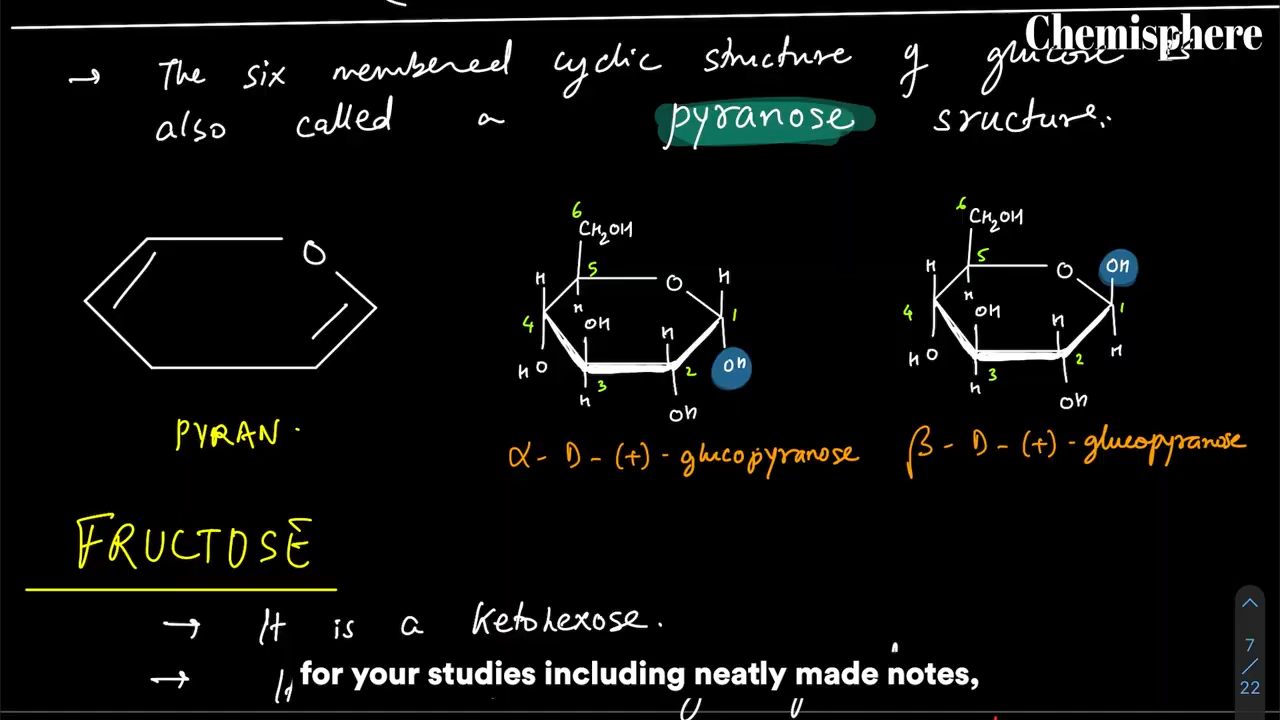 Chemisphere
→ The six membered cyclic structure of glucose is
also called a pyranose sructure.
O
PYRAN
6
CH2OH
5
H
O
H
4
H
OH
H
1
HO
OH
3
2
H
OH
α - D - (+) - glucopyranose
6
CH2OH
5
H
O
OH
4
H
OH
H
1
HO
H
3
2
H
OH
β - D - (+) - glucopyranose
FRUCTOSE
→ It is a Ketohexose.
→
for your studies including neatly made notes,
7
/
22